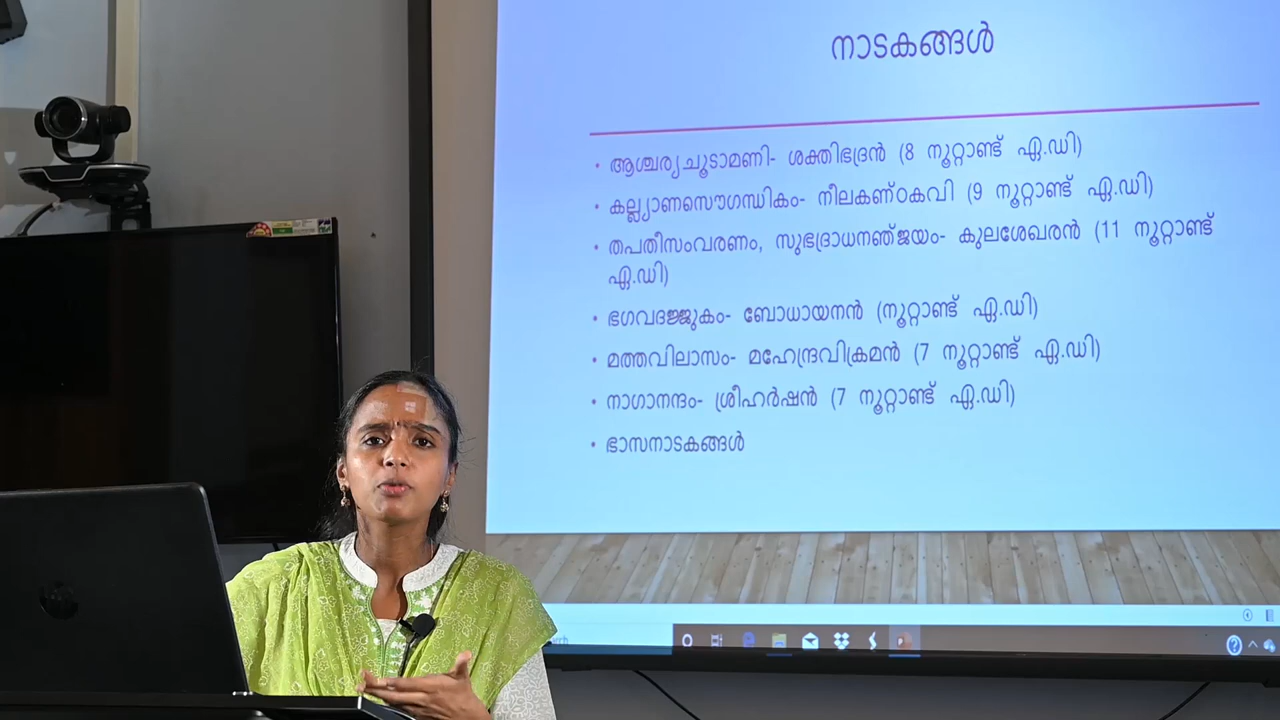 നാടകങ്ങൾ
• ആശ്ചര്യചൂടാമണി- ശക്തിഭദ്രൻ (8 നൂറ്റാണ്ട് ഏ.ഡി)
• കല്ല്യാണസൌഗന്ധികം- നീലകണ്ഠകവി (9 നൂറ്റാണ്ട് ഏ.ഡി)
• തപതീസംവരണം, സുഭദ്രാധനഞ്ജയം- കുലശേഖരൻ (11 നൂറ്റാണ്ട്
ഏ.ഡി)
• ഭഗവദജ്ജുകം- ബോധായനൻ (നൂറ്റാണ്ട് ഏ.ഡി)
• മത്തവിലാസം- മഹേന്ദ്രവിക്രമൻ (7 നൂറ്റാണ്ട് ഏ.ഡി)
• നാഗാനന്ദം- ശ്രീഹർഷൻ (7 നൂറ്റാണ്ട് ഏ.ഡി)
• ഭാസനാടകങ്ങൾ